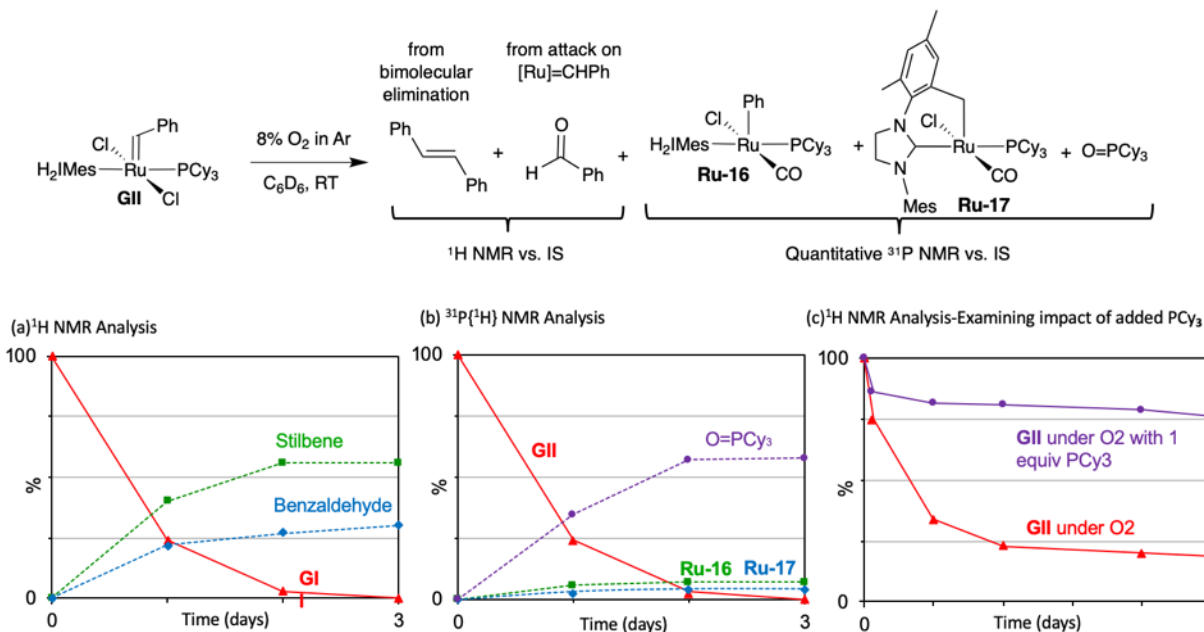 from
bimolecular
elimination
from attack on
[Ru]=CHPh
Cl
Ph
H₂IMes
Ru
PCy₃
Cl
GII
8% O₂ in Ar
C₆D₆, RT
Ph
Ph
+
O
H
Ph
+
Ph
Cl
H₂IMes
Ru
PCy₃
CO
Ru-16
+
N
N
Cl
Ru
PCy₃
CO
Mes
Ru-17
+ O=PCy₃
¹H NMR vs. IS
Quantitative ³¹P NMR vs. IS
(a)¹H NMR Analysis
100
%
0
Stilbene
Benzaldehyde
GI
0
Time (days)
3
(b) ³¹P{¹H} NMR Analysis
100
%
0
GII
O=PCy₃
Ru-16 Ru-17
0
Time (days)
3
(c)¹H NMR Analysis-Examining impact of added PCy₃
100
%
0
GII under O2 with 1
equiv PCy3
GII under O2
0
Time (days)
3